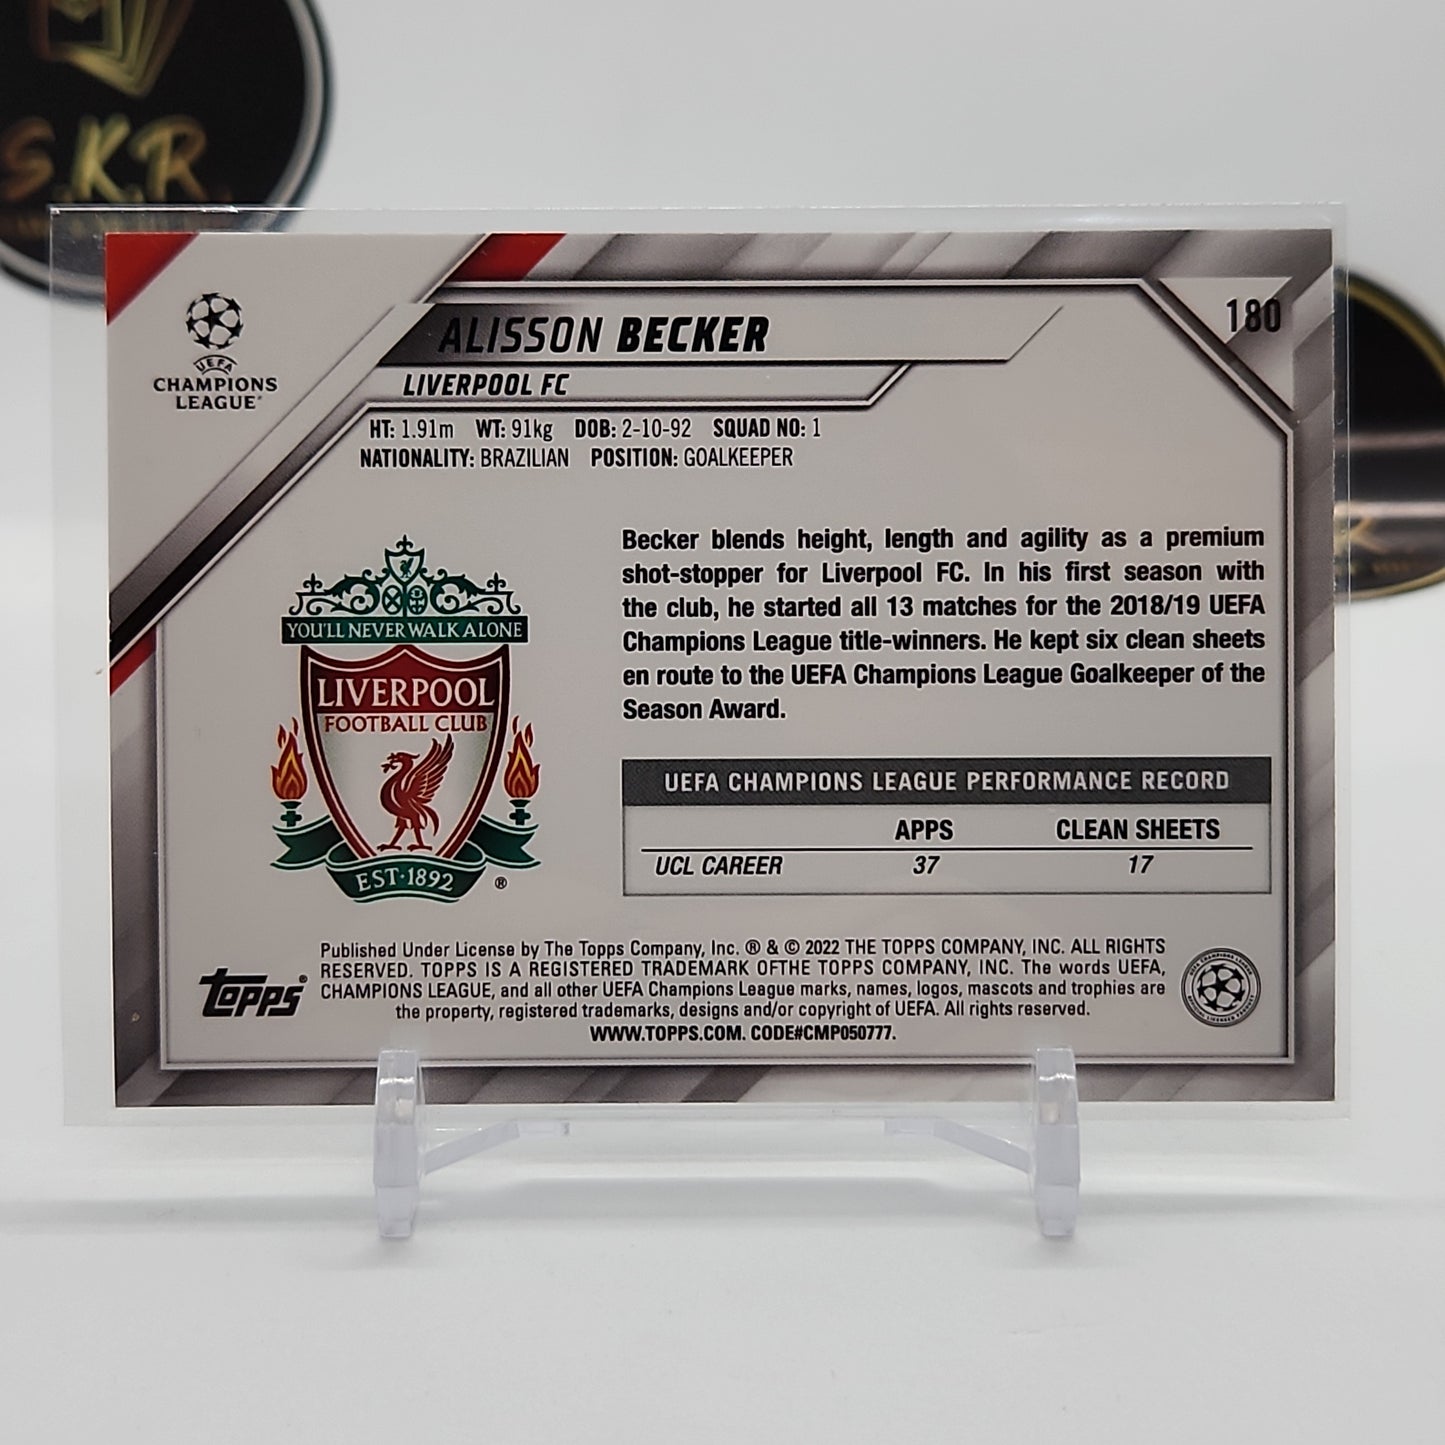 S.K.R.
UEFA
CHAMPIONS
LEAGUE
ALISSON BECKER
180
LIVERPOOL FC
HT: 1.91m WT: 91kg DOB: 2-10-92 SQUAD NO: 1
NATIONALITY: BRAZILIAN POSITION: GOALKEEPER
YOU'LL NEVER WALK ALONE
LIVERPOOL
FOOTBALL CLUB
EST·1892 ®
Becker blends height, length and agility as a premium
shot-stopper for Liverpool FC. In his first season with
the club, he started all 13 matches for the 2018/19 UEFA
Champions League title-winners. He kept six clean sheets
en route to the UEFA Champions League Goalkeeper of the
Season Award.
UEFA CHAMPIONS LEAGUE PERFORMANCE RECORD
APPS CLEAN SHEETS
UCL CAREER 37 17
topps®
Published Under License by The Topps Company, Inc. ® & © 2022 THE TOPPS COMPANY, INC. ALL RIGHTS
RESERVED. TOPPS IS A REGISTERED TRADEMARK OFTHE TOPPS COMPANY, INC. The words UEFA,
CHAMPIONS LEAGUE, and all other UEFA Champions League marks, names, logos, mascots and trophies are
the property, registered trademarks, designs and/or copyright of UEFA. All rights reserved.
WWW.TOPPS.COM. CODE#CMP050777.